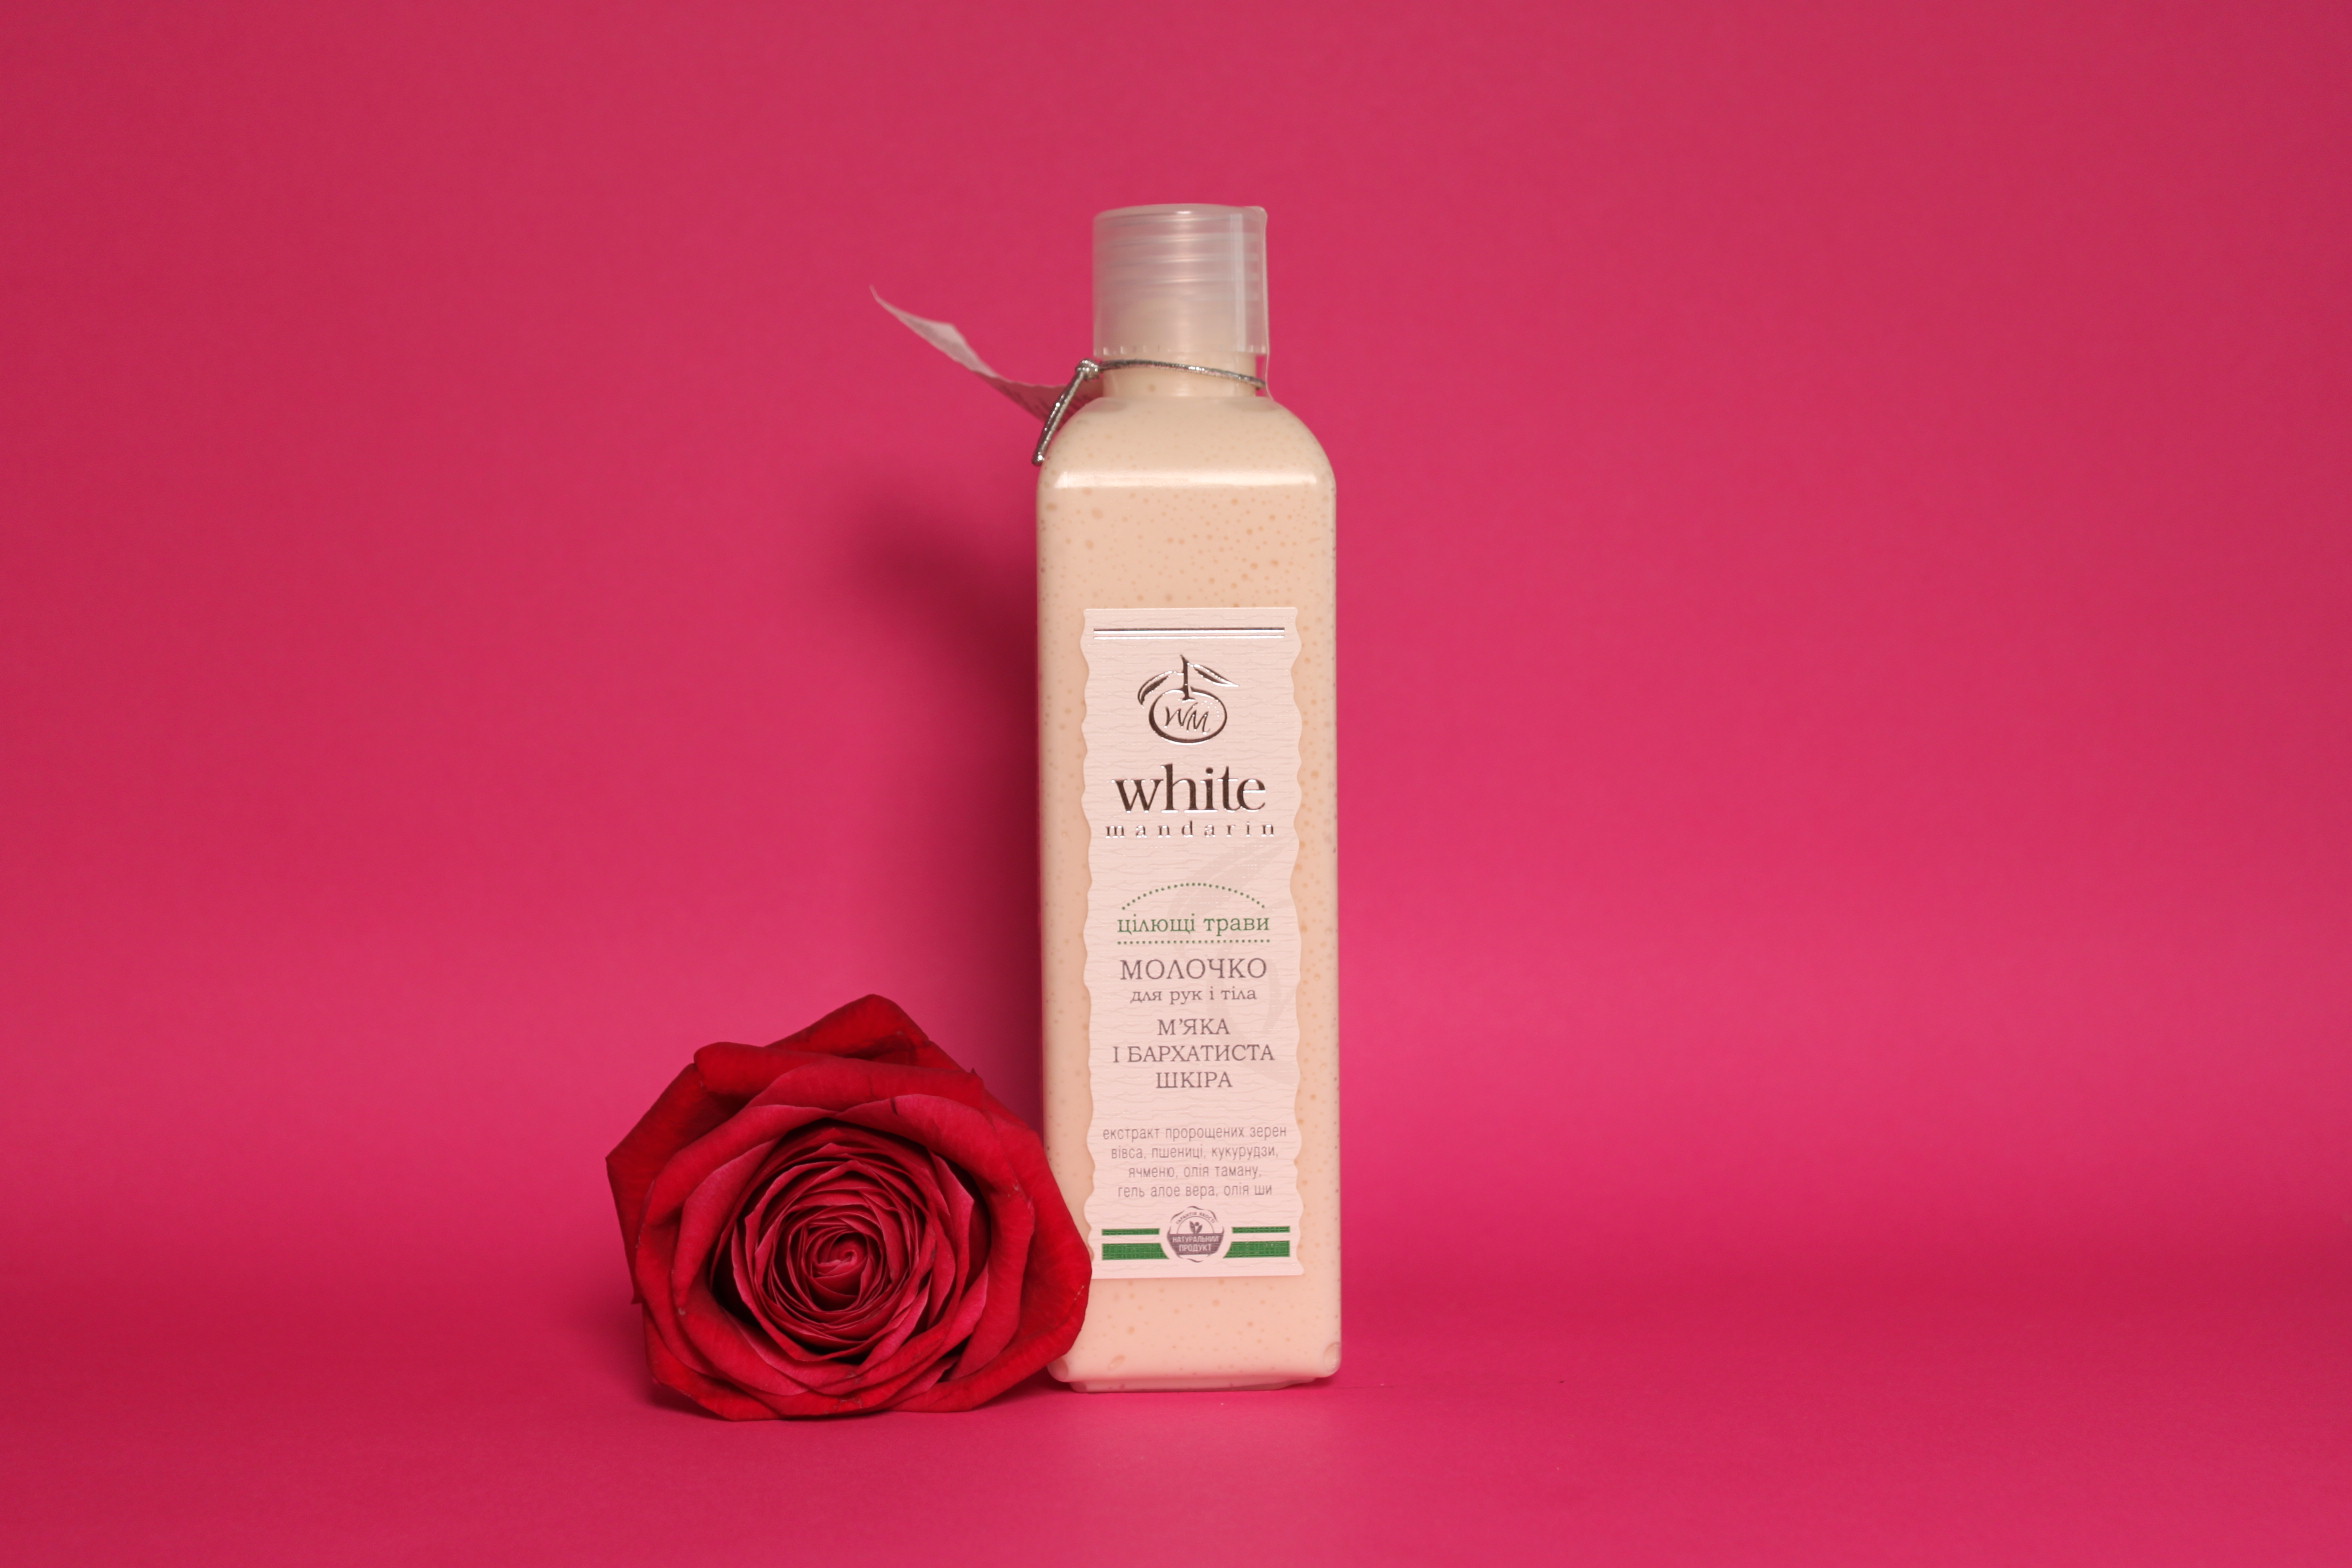 WM
white
mandarin
цілющі трави
МОЛОЧКО
для рук і тіла
М'ЯКА
І БАРХАТИСТА
ШКІРА
екстракт пророщених зерен
вівса, пшениці, кукурудзи,
ячменю, олія таману,
гель алое вера, олія ши
НАТУРАЛЬНИЙ
ПРОДУКТ